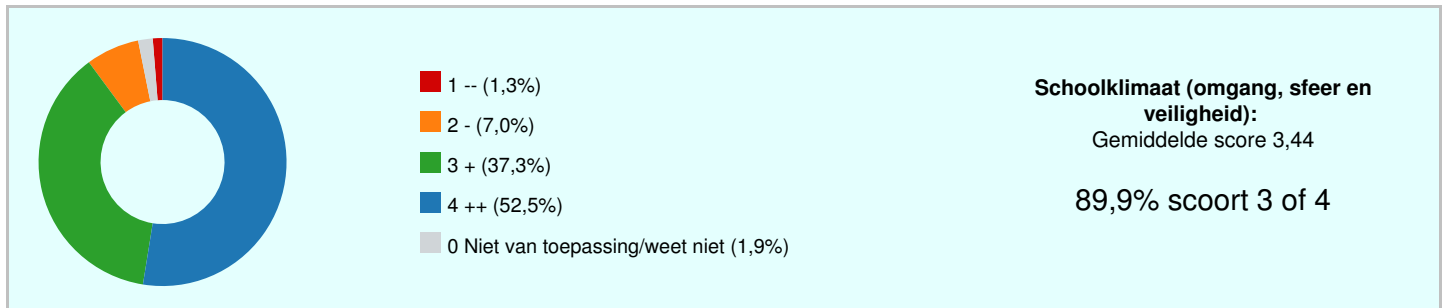 1 -- (1,3%)
2 - (7,0%)
3 + (37,3%)
4 ++ (52,5%)
0 Niet van toepassing/weet niet (1,9%)
Schoolklimaat (omgang, sfeer en
veiligheid):
Gemiddelde score 3,44
89,9% scoort 3 of 4